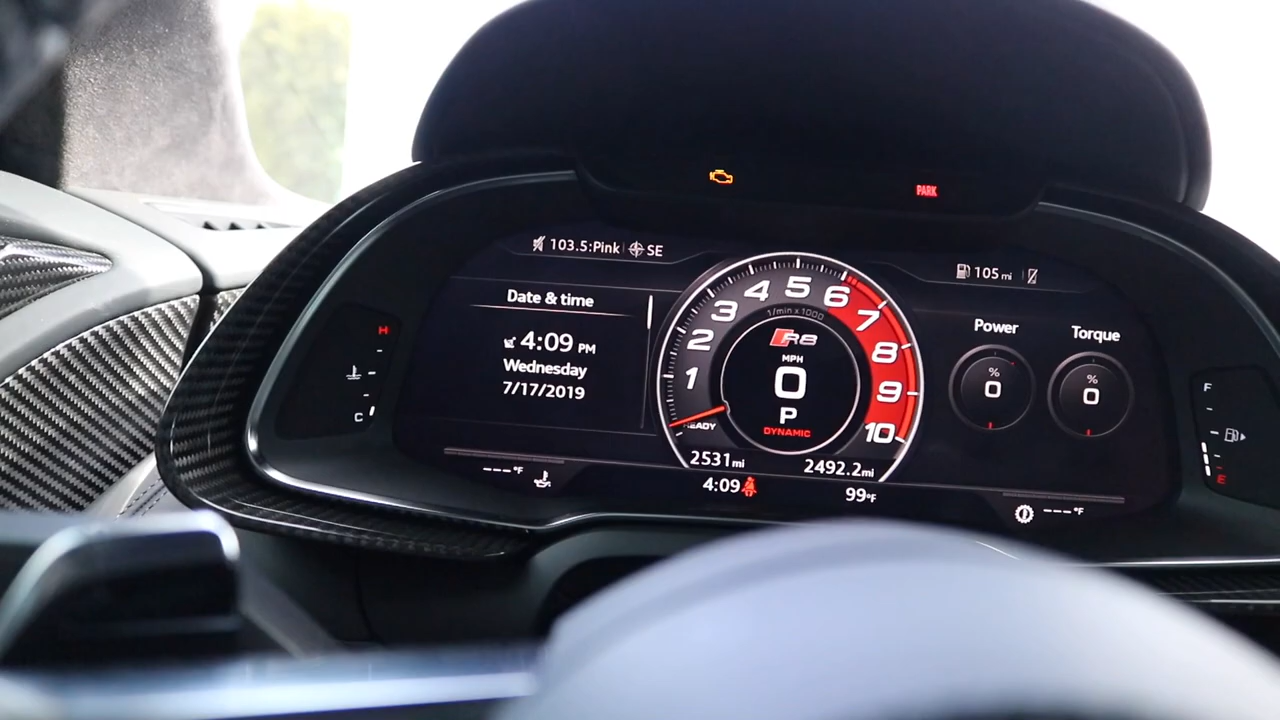 PARK
103.5:Pink SE
105 mi
Date & time
4:09 PM
Wednesday
7/17/2019
H
C
1 2 3 4 5 6 7 8 9 10
1/min x 1000
R8
MPH
0
P
DYNAMIC
READY
2531 mi
2492.2 mi
4:09
99°F
Power
% 0
Torque
% 0
F
E
---°F
---°F